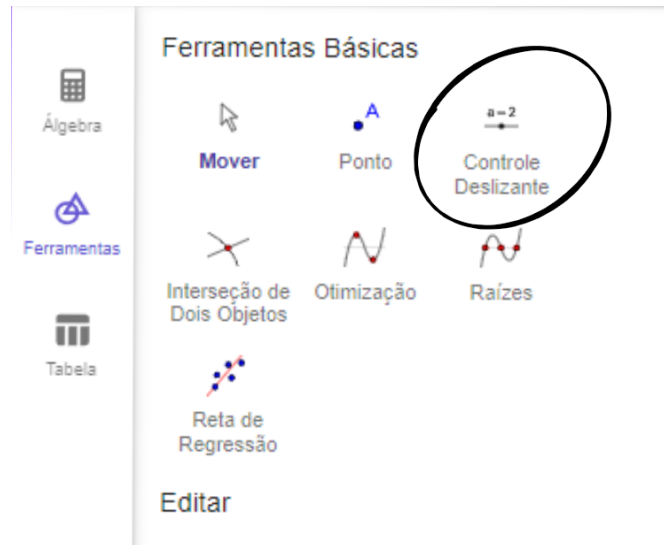 Ferramentas Básicas
Álgebra
A
a=2
Mover
Ponto
Controle
Deslizante
Ferramentas
Interseção de
Dois Objetos
Otimização
Raízes
Tabela
Reta de
Regressão
Editar